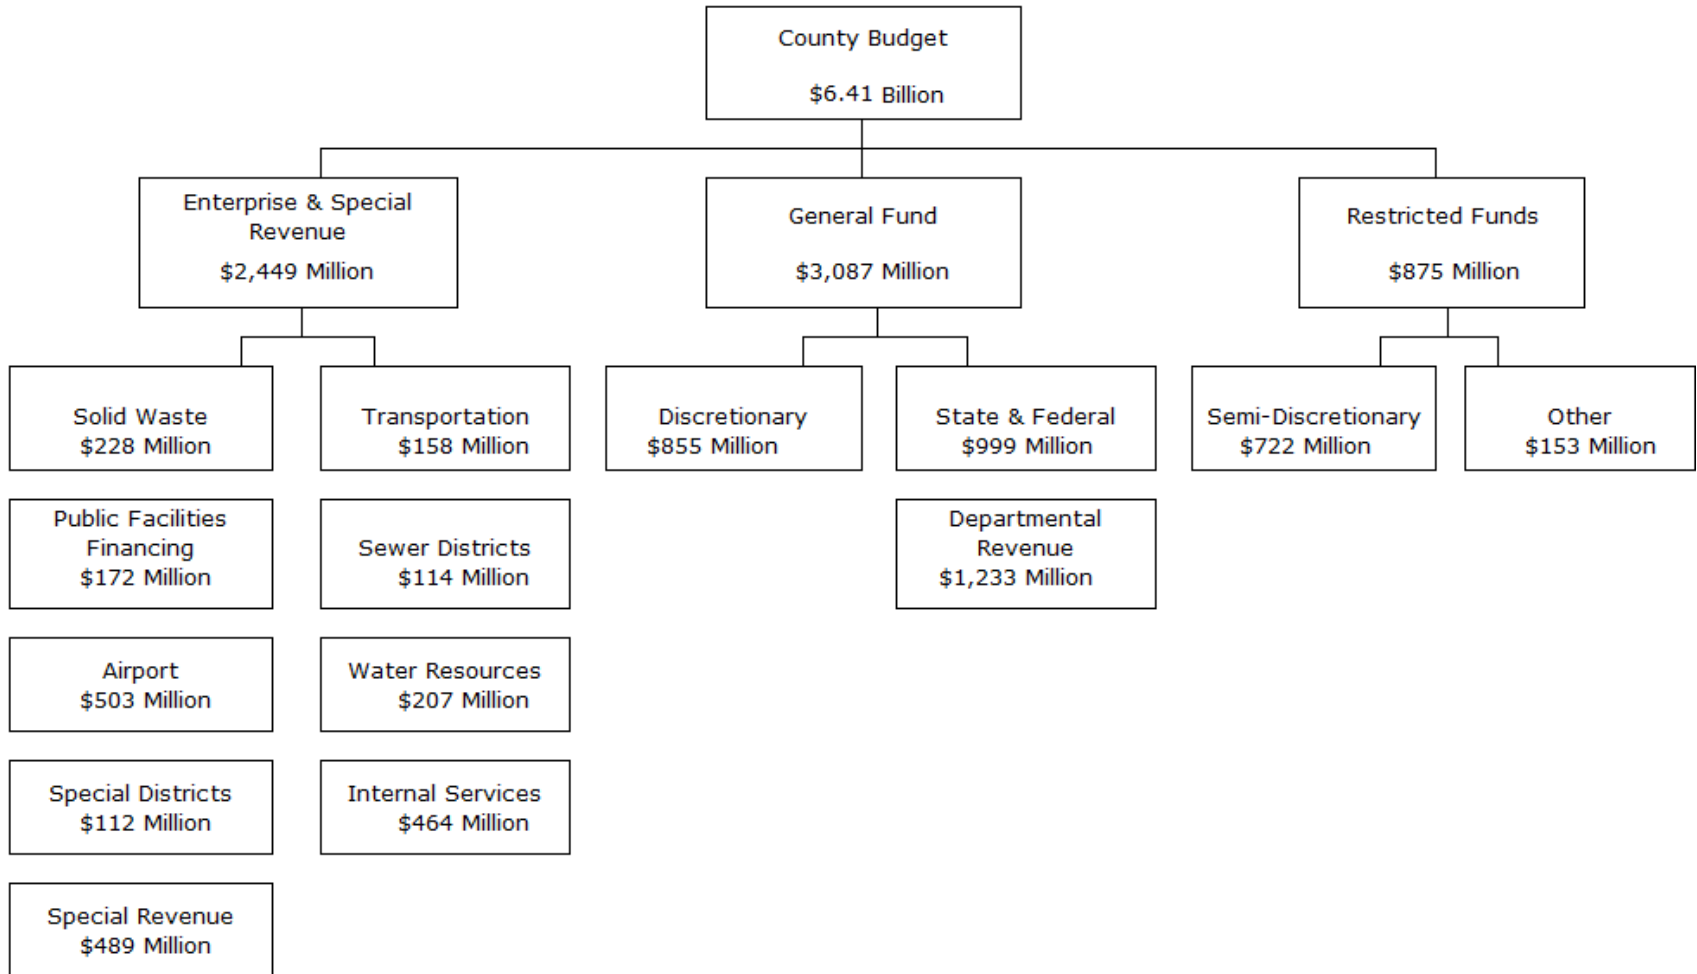 County Budget
$6.41 Billion
Enterprise & Special
Revenue
$2,449 Million
General Fund
$3,087 Million
Restricted Funds
$875 Million
Solid Waste
$228 Million
Transportation
$158 Million
Discretionary
$855 Million
State & Federal
$999 Million
Semi-Discretionary
$722 Million
Other
$153 Million
Public Facilities
Financing
$172 Million
Sewer Districts
$114 Million
Departmental
Revenue
$1,233 Million
Airport
$503 Million
Water Resources
$207 Million
Special Districts
$112 Million
Internal Services
$464 Million
Special Revenue
$489 Million